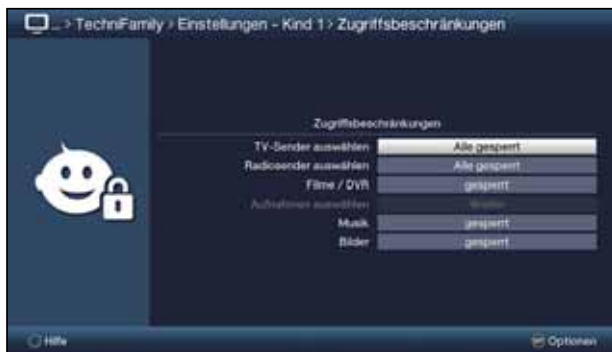 ... > TechniFamily > Einstellungen - Kind 1 > Zugriffsbeschränkungen
Zugriffsbeschränkungen
TV-Sender auswählen Alle gesperrt
Radiosender auswählen Alle gesperrt
Filme / DVR gesperrt
Aufnahmen auswählen
Musik gesperrt
Bilder gesperrt
Hilfe Optionen